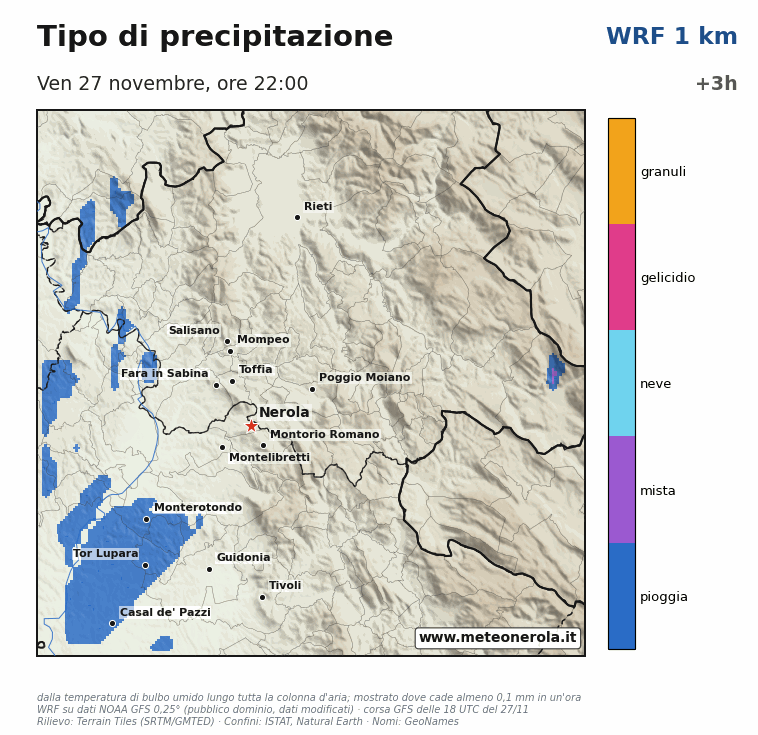 Tipo di precipitazione
WRF 1 km
Ven 27 novembre, ore 22:00
+3h
granuli
gelicidio
neve
mista
pioggia
Rieti
Salisano
Mompeo
Fara in Sabina
Toffia
Poggio Moiano
Nerola
Montorio Romano
Montelibretti
Monterotondo
Tor Lupara
Guidonia
Tivoli
Casal de' Pazzi
www.meteonerola.it
dalla temperatura di bulbo umido lungo tutta la colonna d'aria; mostrato dove cade almeno 0,1 mm in un'ora
WRF su dati NOAA GFS 0,25° (pubblico dominio, dati modificati) · corsa GFS delle 18 UTC del 27/11
Rilievo: Terrain Tiles (SRTM/GMTED) · Confini: ISTAT, Natural Earth · Nomi: GeoNames